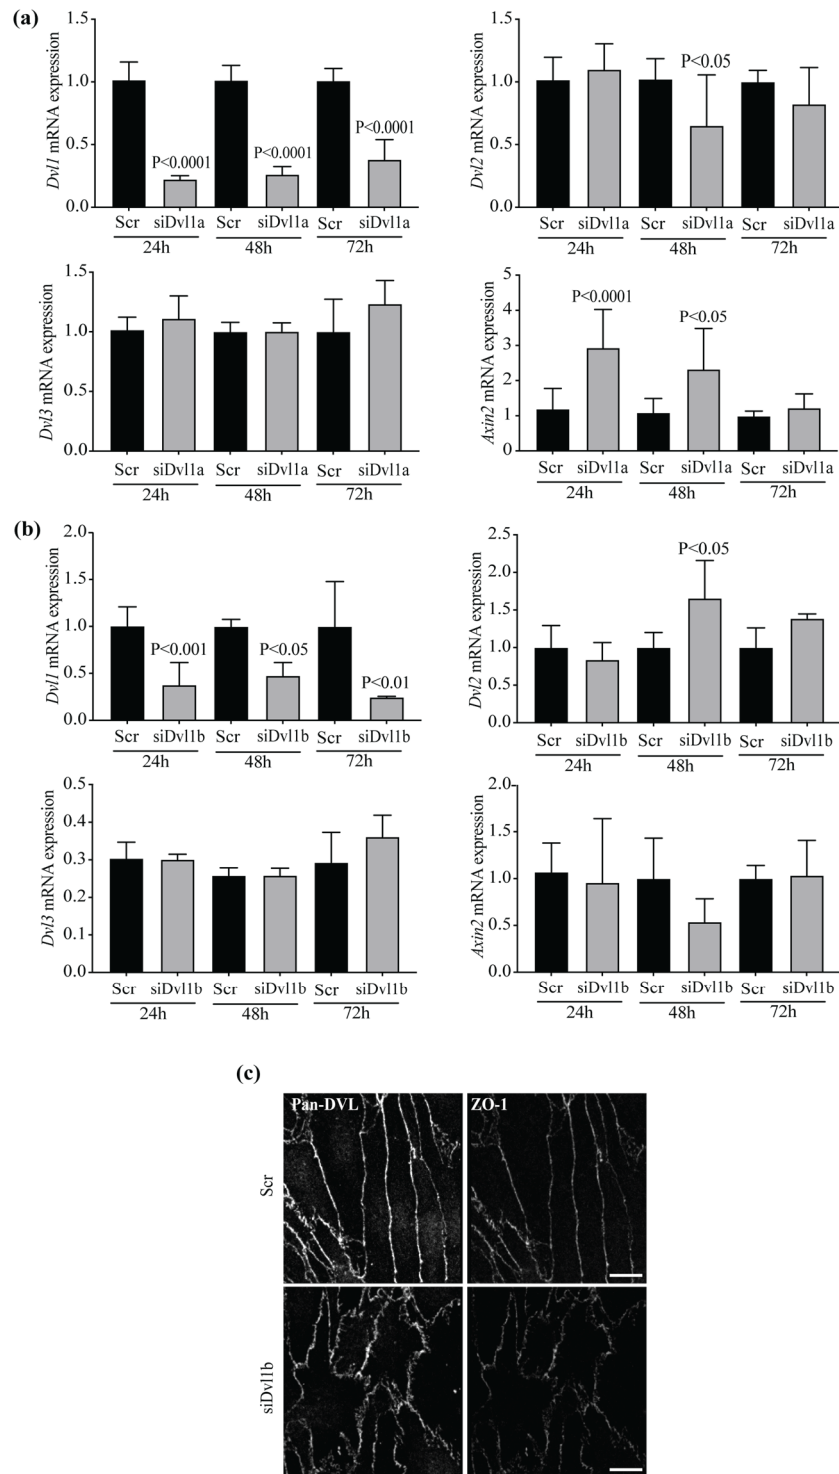 (a)
Dvl1 mRNA expression
1.5
1.0
0.5
0.0
P<0.0001
P<0.0001
P<0.0001
Scr siDvl1a Scr siDvl1a Scr siDvl1a
24h 48h 72h
Dvl2 mRNA expression
1.5
1.0
0.5
0.0
P<0.05
Scr siDvl1a Scr siDvl1a Scr siDvl1a
24h 48h 72h
Dvl3 mRNA expression
1.5
1.0
0.5
0.0
Scr siDvl1a Scr siDvl1a Scr siDvl1a
24h 48h 72h
Axin2 mRNA expression
5
4
3
2
1
0
P<0.0001
P<0.05
Scr siDvl1a Scr siDvl1a Scr siDvl1a
24h 48h 72h
(b)
Dvl1 mRNA expression
2.0
1.5
1.0
0.5
0.0
P<0.001
P<0.05
P<0.01
Scr siDvl1b Scr siDvl1b Scr siDvl1b
24h 48h 72h
Dvl2 mRNA expression
2.5
2.0
1.5
1.0
0.5
0.0
P<0.05
Scr siDvl1b Scr siDvl1b Scr siDvl1b
24h 48h 72h
Dvl3 mRNA expression
0.5
0.4
0.3
0.2
0.1
0.0
Scr siDvl1b Scr siDvl1b Scr siDvl1b
24h 48h 72h
Axin2 mRNA expression
2.0
1.5
1.0
0.5
0.0
Scr siDvl1b Scr siDvl1b Scr siDvl1b
24h 48h 72h
(c)
Pan-DVL ZO-1
Scr
siDvl1b